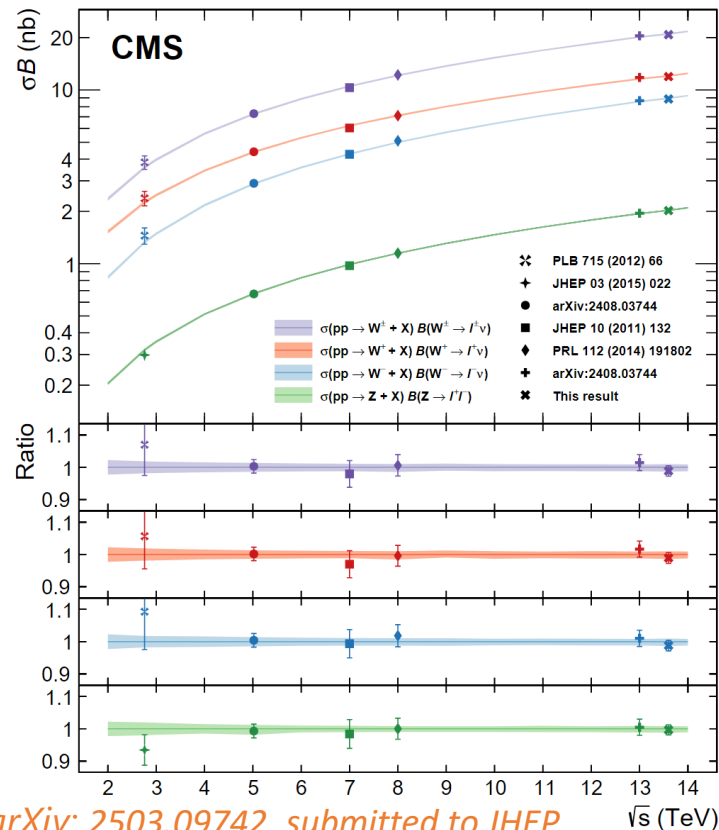 CMS
σB (nb)
20
10
4
3
2
1
0.4
0.3
0.2
PLB 715 (2012) 66
JHEP 03 (2015) 022
arXiv:2408.03744
JHEP 10 (2011) 132
PRL 112 (2014) 191802
arXiv:2408.03744
This result
σ(pp → W± + X) B(W± → l±ν)
σ(pp → W+ + X) B(W+ → l+ν)
σ(pp → W− + X) B(W− → l−ν)
σ(pp → Z + X) B(Z → l+l−)
Ratio
1.1
1
0.9
1.1
1
0.9
1.1
1
0.9
1.1
1
0.9
2 3 4 5 6 7 8 9 10 11 12 13 14
√s (TeV)
arXiv: 2503.09742, submitted to JHEP